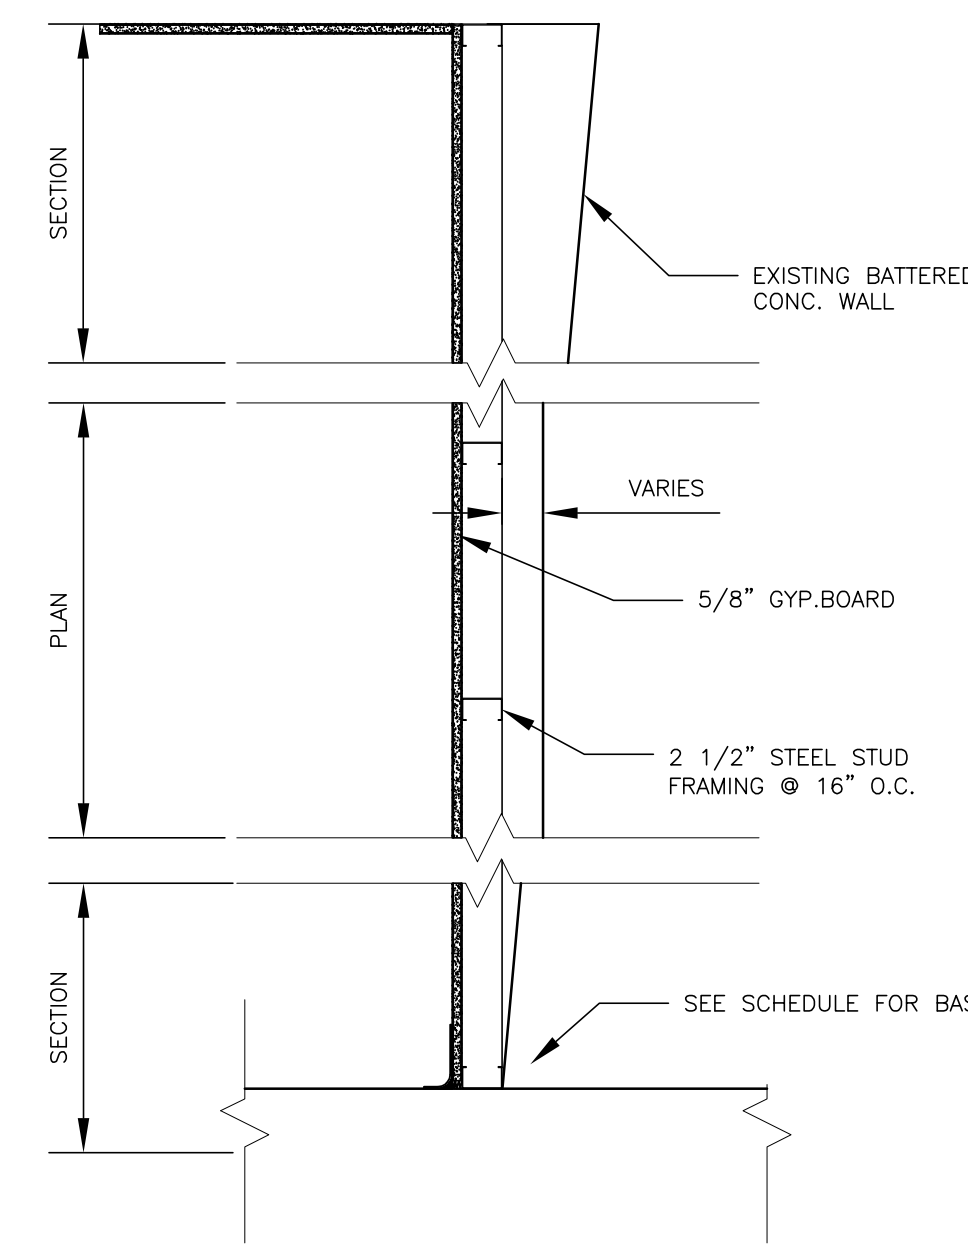 SECTION
EXISTING BATTERED
CONC. WALL
VARIES
5/8” GYP.BOARD
PLAN
2 1/2” STEEL STUD
FRAMING @ 16” O.C.
SECTION
SEE SCHEDULE FOR BAS